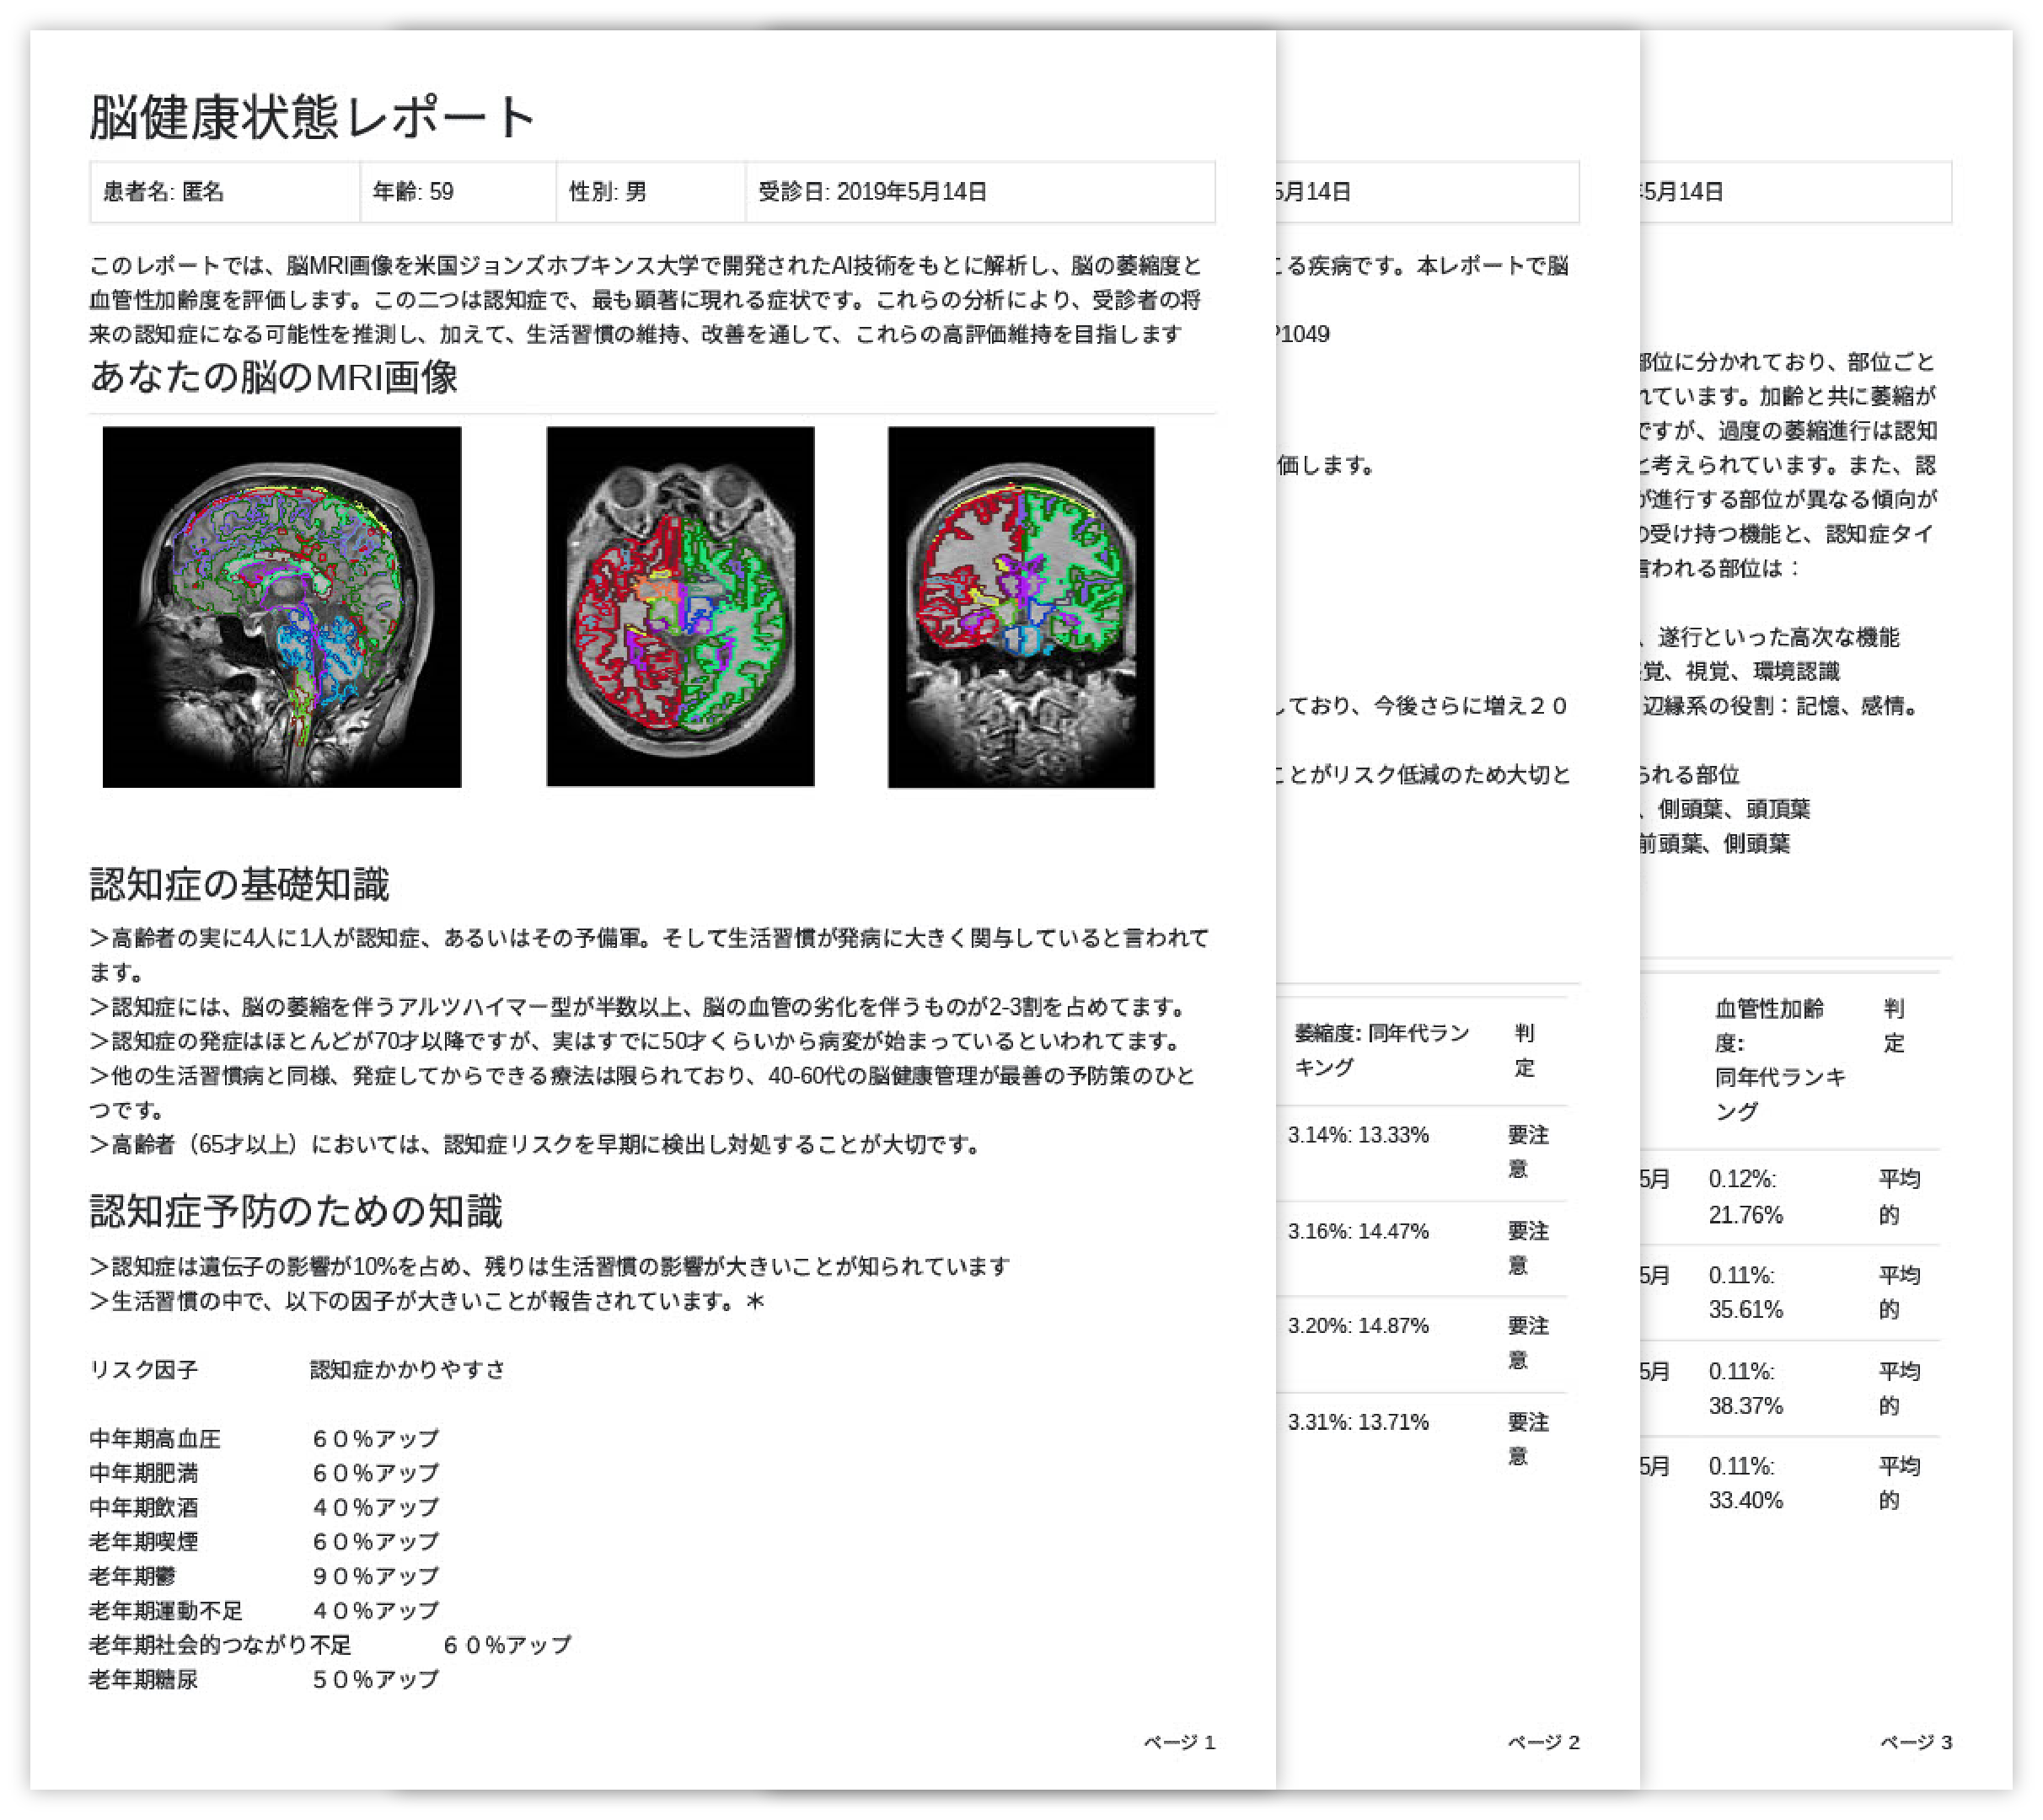 脳健康状態レポート
患者名: 匿名 年齢: 59 性別: 男 受診日: 2019年5月14日
このレポートでは、脳MRI画像を米国ジョンズホプキンス大学で開発されたAI技術をもとに解析し、脳の萎縮度と
血管性加齢度を評価します。この二つは認知症で、最も顕著に現れる症状です。これらの分析により、受診者の将
来の認知症になる可能性を推測し、加えて、生活習慣の維持、改善を通して、これらの高評価維持を目指します
あなたの脳のMRI画像
認知症の基礎知識
＞高齢者の実に4人に1人が認知症、あるいはその予備軍。そして生活習慣が発病に大きく関与していると言われて
ます。
＞認知症には、脳の萎縮を伴うアルツハイマー型が半数以上、脳の血管の劣化を伴うものが2-3割を占めてます。
＞認知症の発症はほとんどが70才以降ですが、実はすでに50才くらいから病変が始まっているといわれてます。
＞他の生活習慣病と同様、発症してからできる療法は限られており、40-60代の脳健康管理が最善の予防策のひと
つです。
＞高齢者（65才以上）においては、認知症リスクを早期に検出し対処することが大切です。
認知症予防のための知識
＞認知症は遺伝子の影響が10%を占め、残りは生活習慣の影響が大きいことが知られています
＞生活習慣の中で、以下の因子が大きいことが報告されています。＊
リスク因子 認知症かかりやすさ
中年期高血圧 ６０％アップ
中年期肥満 ６０％アップ
中年期飲酒 ４０％アップ
老年期喫煙 ６０％アップ
老年期鬱 ９０％アップ
老年期運動不足 ４０％アップ
老年期社会的つながり不足 ６０％アップ
老年期糖尿 ５０％アップ
ページ 1
5月14日
こる疾病です。本レポートで脳
1049
価します。
しており、今後さらに増え２０
ことがリスク低減のため大切と
萎縮度: 同年代ラン
キング
判
定
3.14%: 13.33% 要注
意
3.16%: 14.47% 要注
意
3.20%: 14.87% 要注
意
3.31%: 13.71% 要注
意
ページ 2
5月14日
部位に分かれており、部位ごと
れています。加齢と共に萎縮が
ですが、過度の萎縮進行は認知
と考えられています。また、認
が進行する部位が異なる傾向が
の受け持つ機能と、認知症タイ
言われる部位は：
、遂行といった高次な機能
覚、視覚、環境認識
辺縁系の役割：記憶、感情。
られる部位
、側頭葉、頭頂葉
前頭葉、側頭葉
血管性加齢
度:
同年代ランキ
ング
判
定
5月 0.12%: 平均
21.76% 的
5月 0.11%: 平均
35.61% 的
5月 0.11%: 平均
38.37% 的
5月 0.11%: 平均
33.40% 的
ページ 3